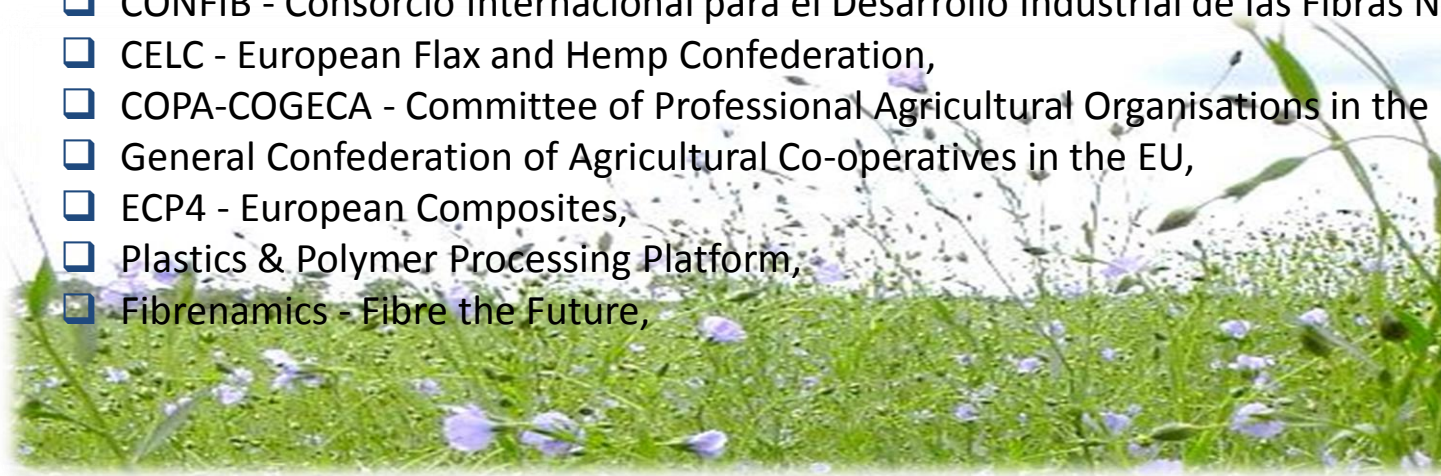 CONFIB - Consorcio Internacional para el Desarrollo Industrial de las Fibras
CELC - European Flax and Hemp Confederation,
COPA-COGECA - Committee of Professional Agricultural Organisations in the
General Confederation of Agricultural Co-operatives in the EU,
ECP4 - European Composites,
Plastics & Polymer Processing Platform,
Fibrenamics - Fibre the Future,